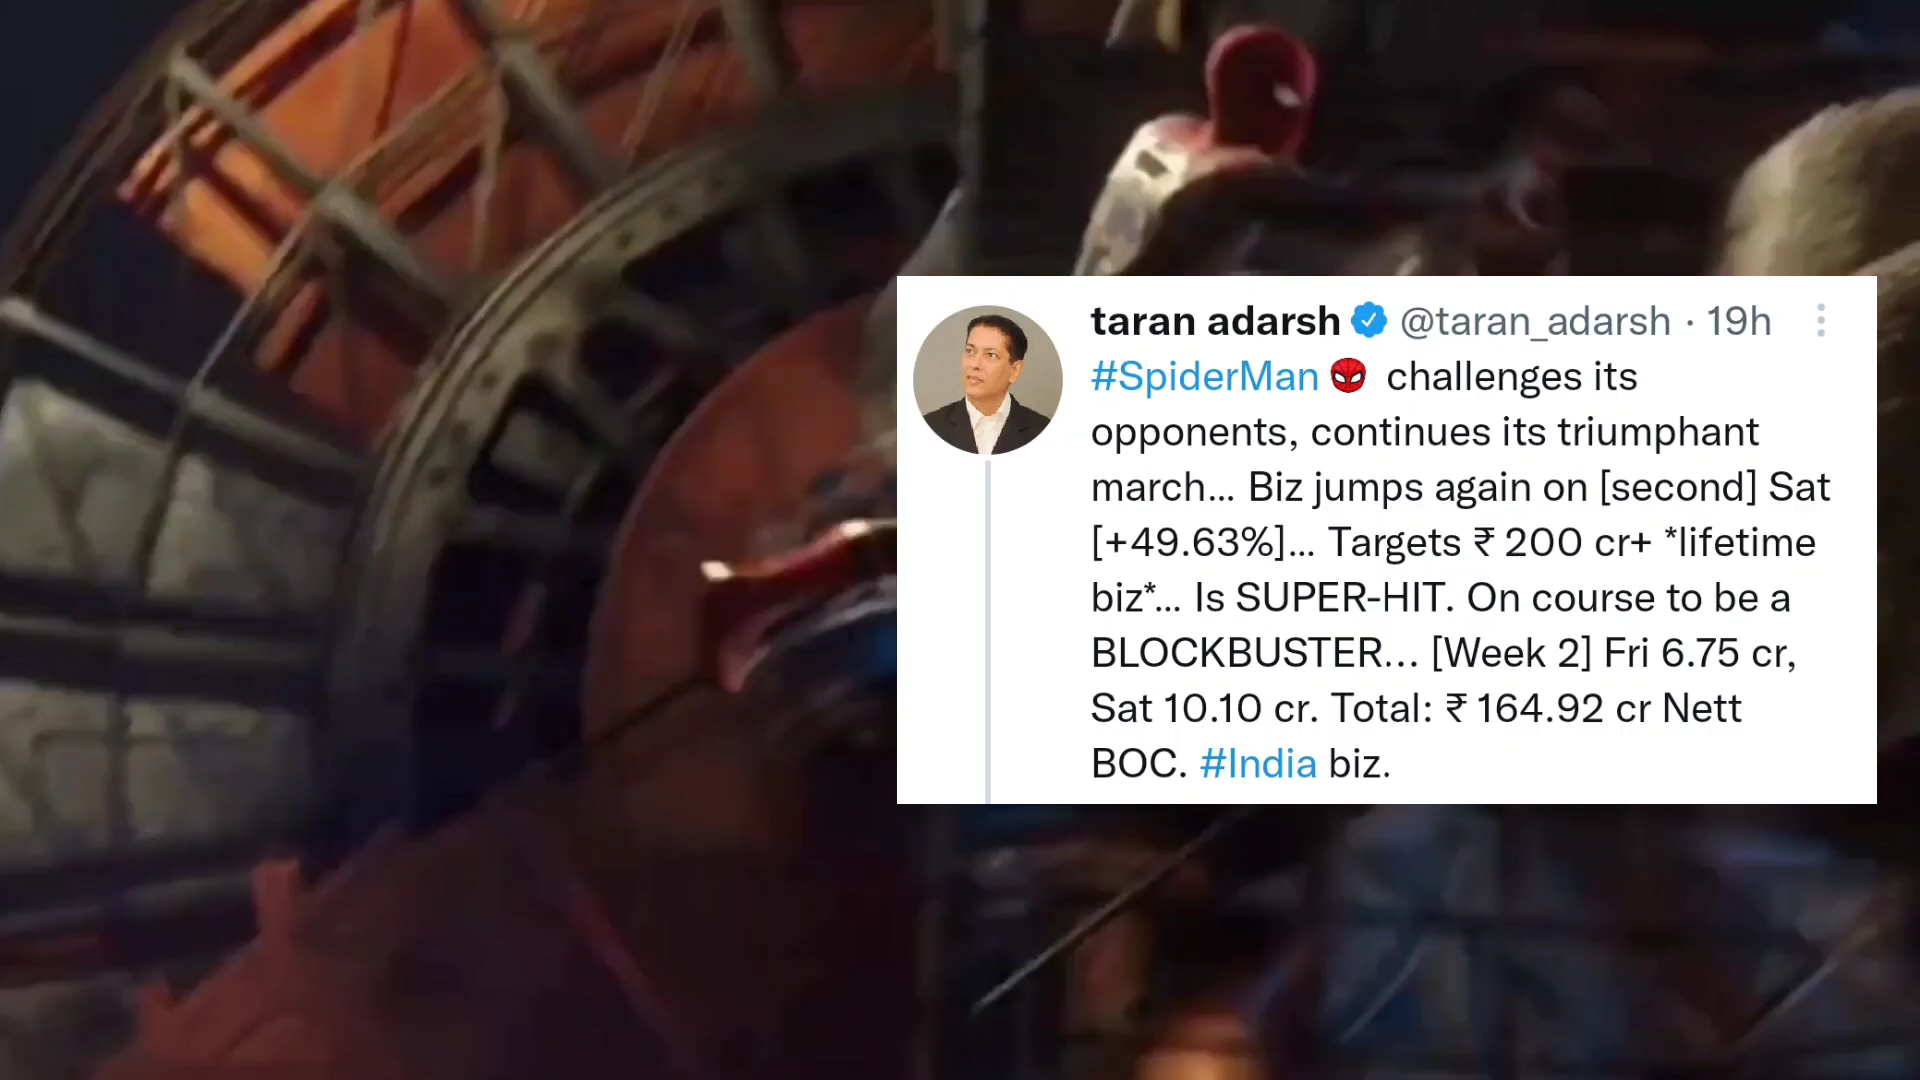 taran adarsh @taran_adarsh · 19h
#SpiderMan challenges its
opponents, continues its triumphant
march... Biz jumps again on [second] Sat
[+49.63%]... Targets ₹ 200 cr+ *lifetime
biz*... Is SUPER-HIT. On course to be a
BLOCKBUSTER... [Week 2] Fri 6.75 cr,
Sat 10.10 cr. Total: ₹ 164.92 cr Nett
BOC. #India biz.